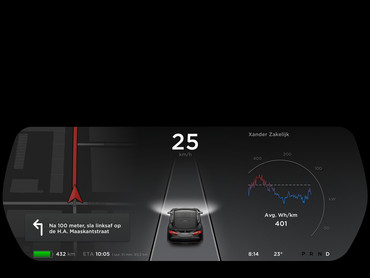 25
km/h
Na 100 meter, sla linksaf op
de H.A. Maaskantstraat
432 km
ETA 10:05
Xander Zakelijk
Avg. Wh/km
401
8:14
23°
P R N D